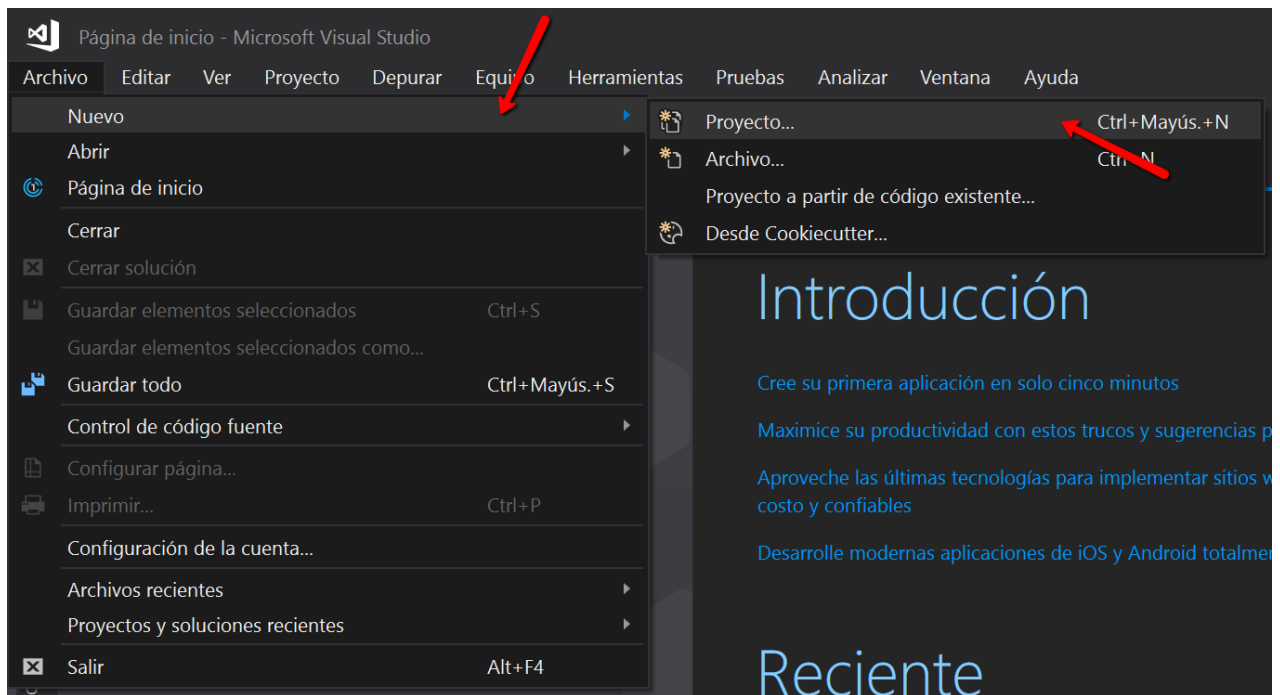 Página de inicio - Microsoft Visual Studio
Archivo Editar Ver Proyecto Depurar Equipo Herramientas Pruebas Analizar Ventana Ayuda
Nuevo
Abrir
Página de inicio
Cerrar
Cerrar solución
Guardar elementos seleccionados Ctrl+S
Guardar elementos seleccionados como...
Guardar todo Ctrl+Mayús.+S
Control de código fuente
Configurar página...
Imprimir... Ctrl+P
Configuración de la cuenta...
Archivos recientes
Proyectos y soluciones recientes
Salir Alt+F4
Proyecto... Ctrl+Mayús.+N
Archivo... Ctrl+N
Proyecto a partir de código existente...
Desde Cookiecutter...
Introducción
Cree su primera aplicación en solo cinco minutos
Maximice su productividad con estos trucos y sugerencias p
Aproveche las últimas tecnologías para implementar sitios w
costo y confiables
Desarrolle modernas aplicaciones de iOS y Android totalmen
Reciente